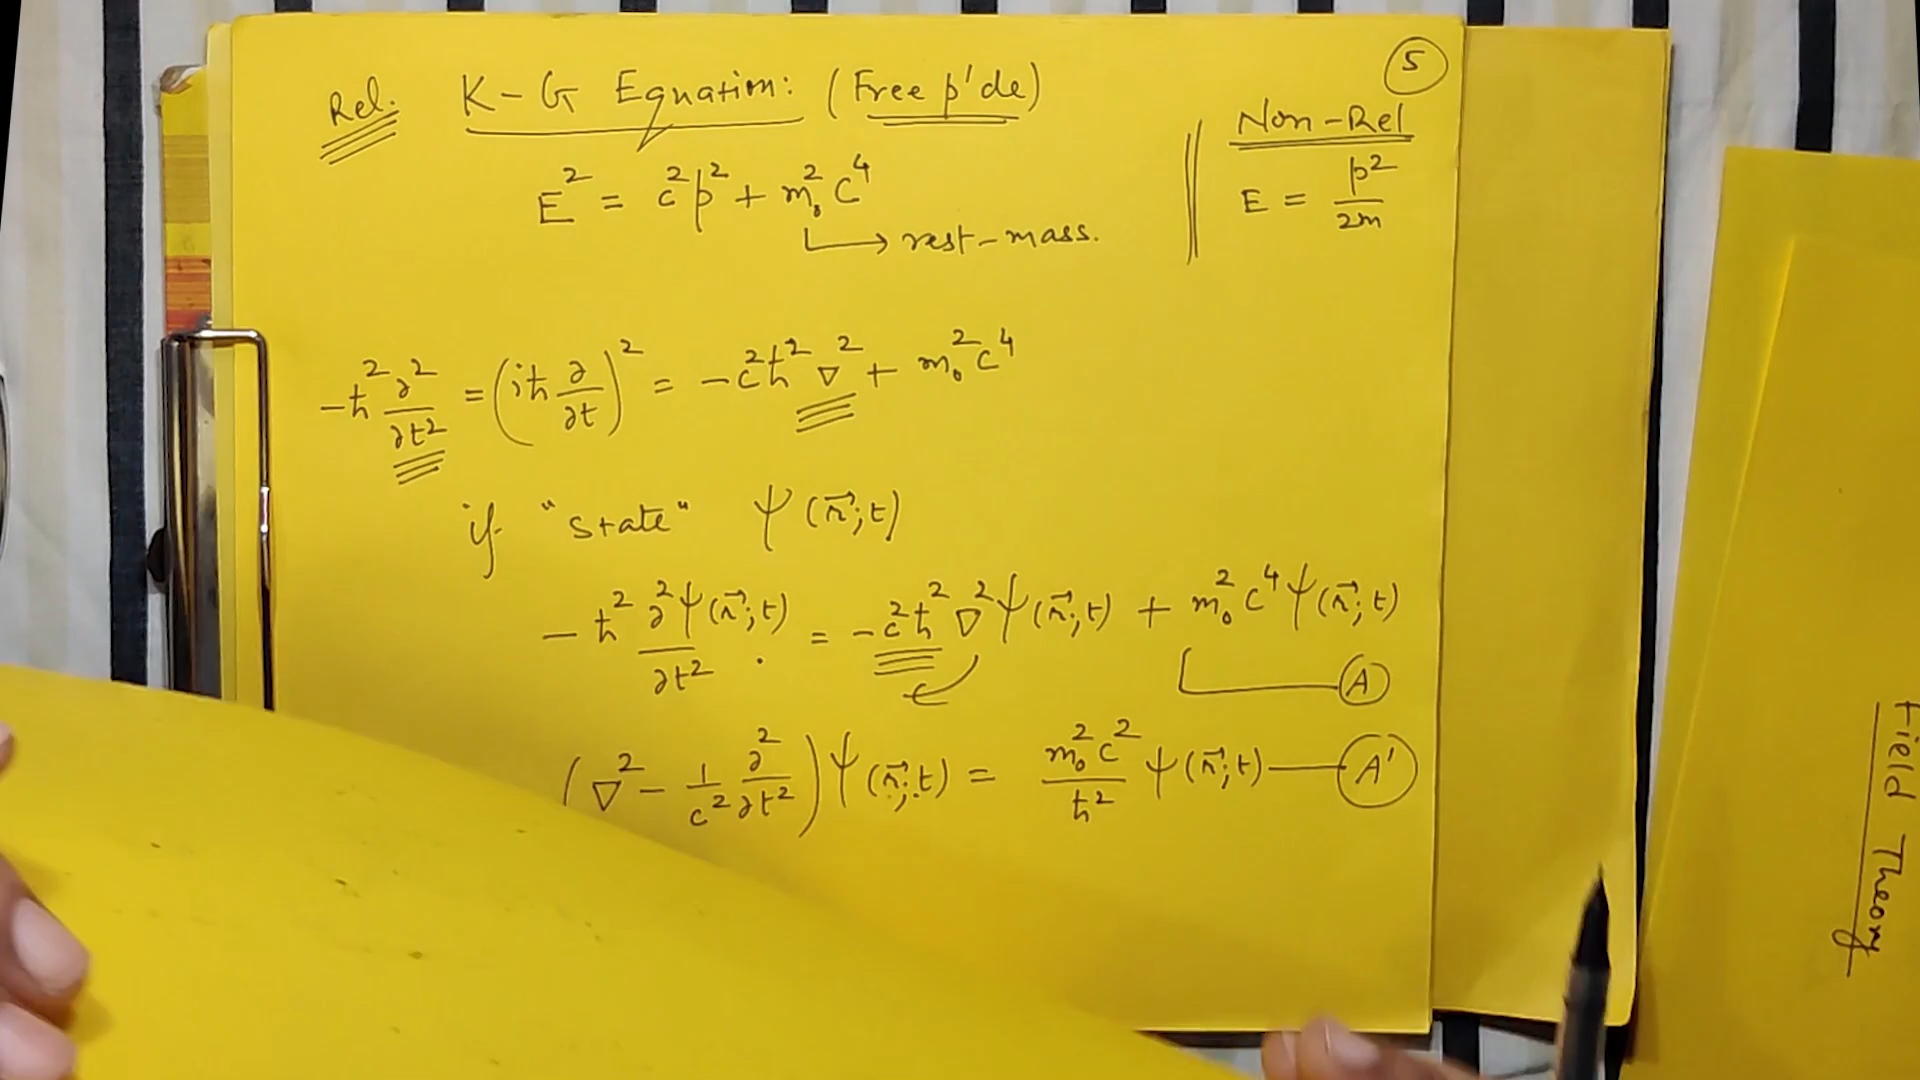 5
Rel. K-G Equation: (Free p'cle)
E² = c²p² + m₀²c⁴
→ rest-mass.
Non-Rel
E = p²/2m
-ħ² ∂²/∂t² = (iħ ∂/∂t)² = -c²ħ² ∇² + m₀²c⁴
if "state" ψ(r⃗;t)
-ħ² ∂²ψ(r⃗;t)/∂t² = -c²ħ² ∇²ψ(r⃗;t) + m₀²c⁴ψ(r⃗;t)
A
(∇² - 1/c² ∂²/∂t²)ψ(r⃗;t) = m₀²c²/ħ² ψ(r⃗;t) — A'
Field Theory